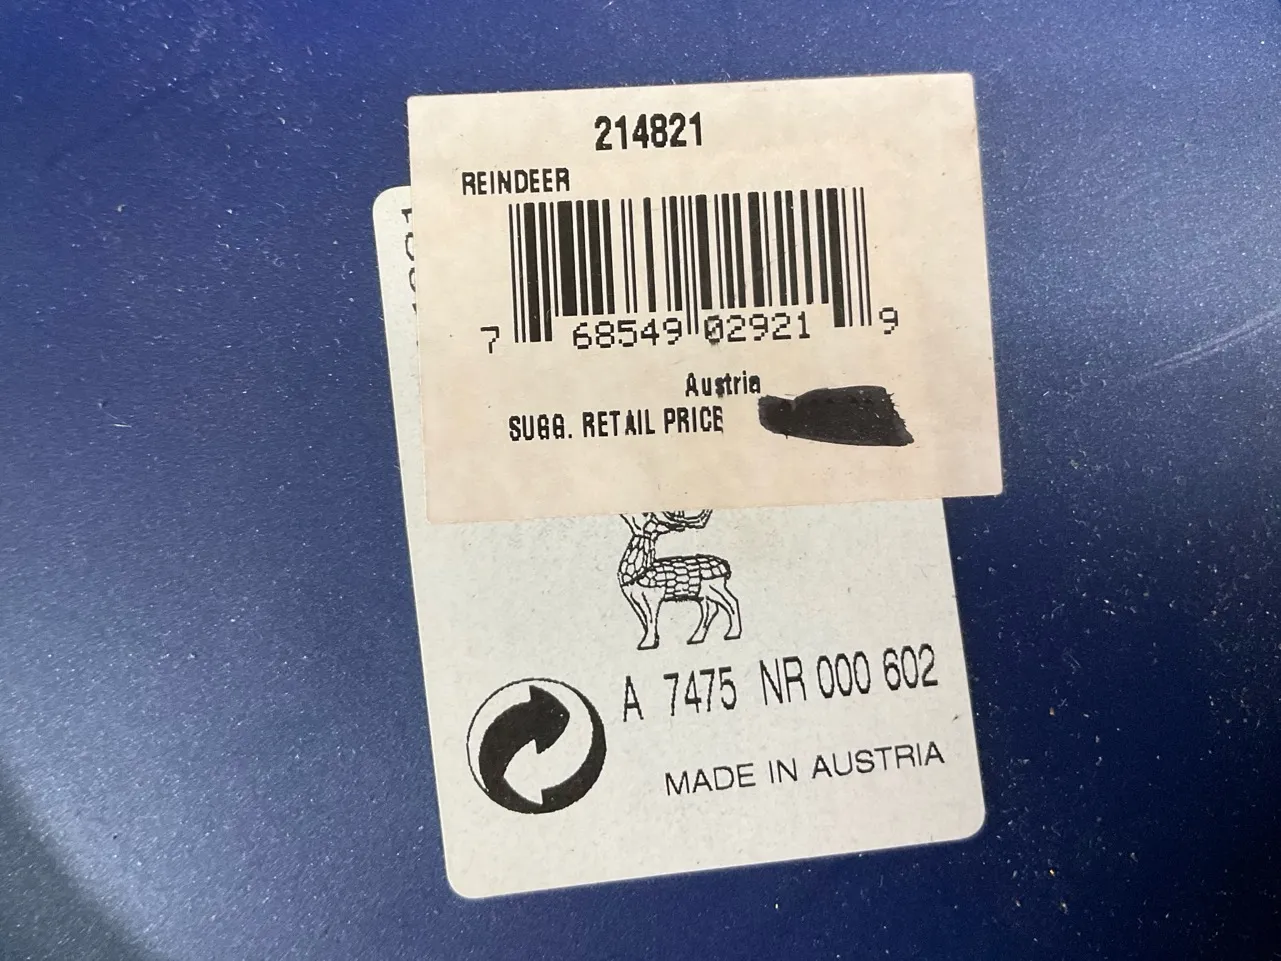 214821
REINDEER
7 68549 02921 9
Austria
SUGG. RETAIL PRICE
A 7475 NR 000 602
MADE IN AUSTRIA